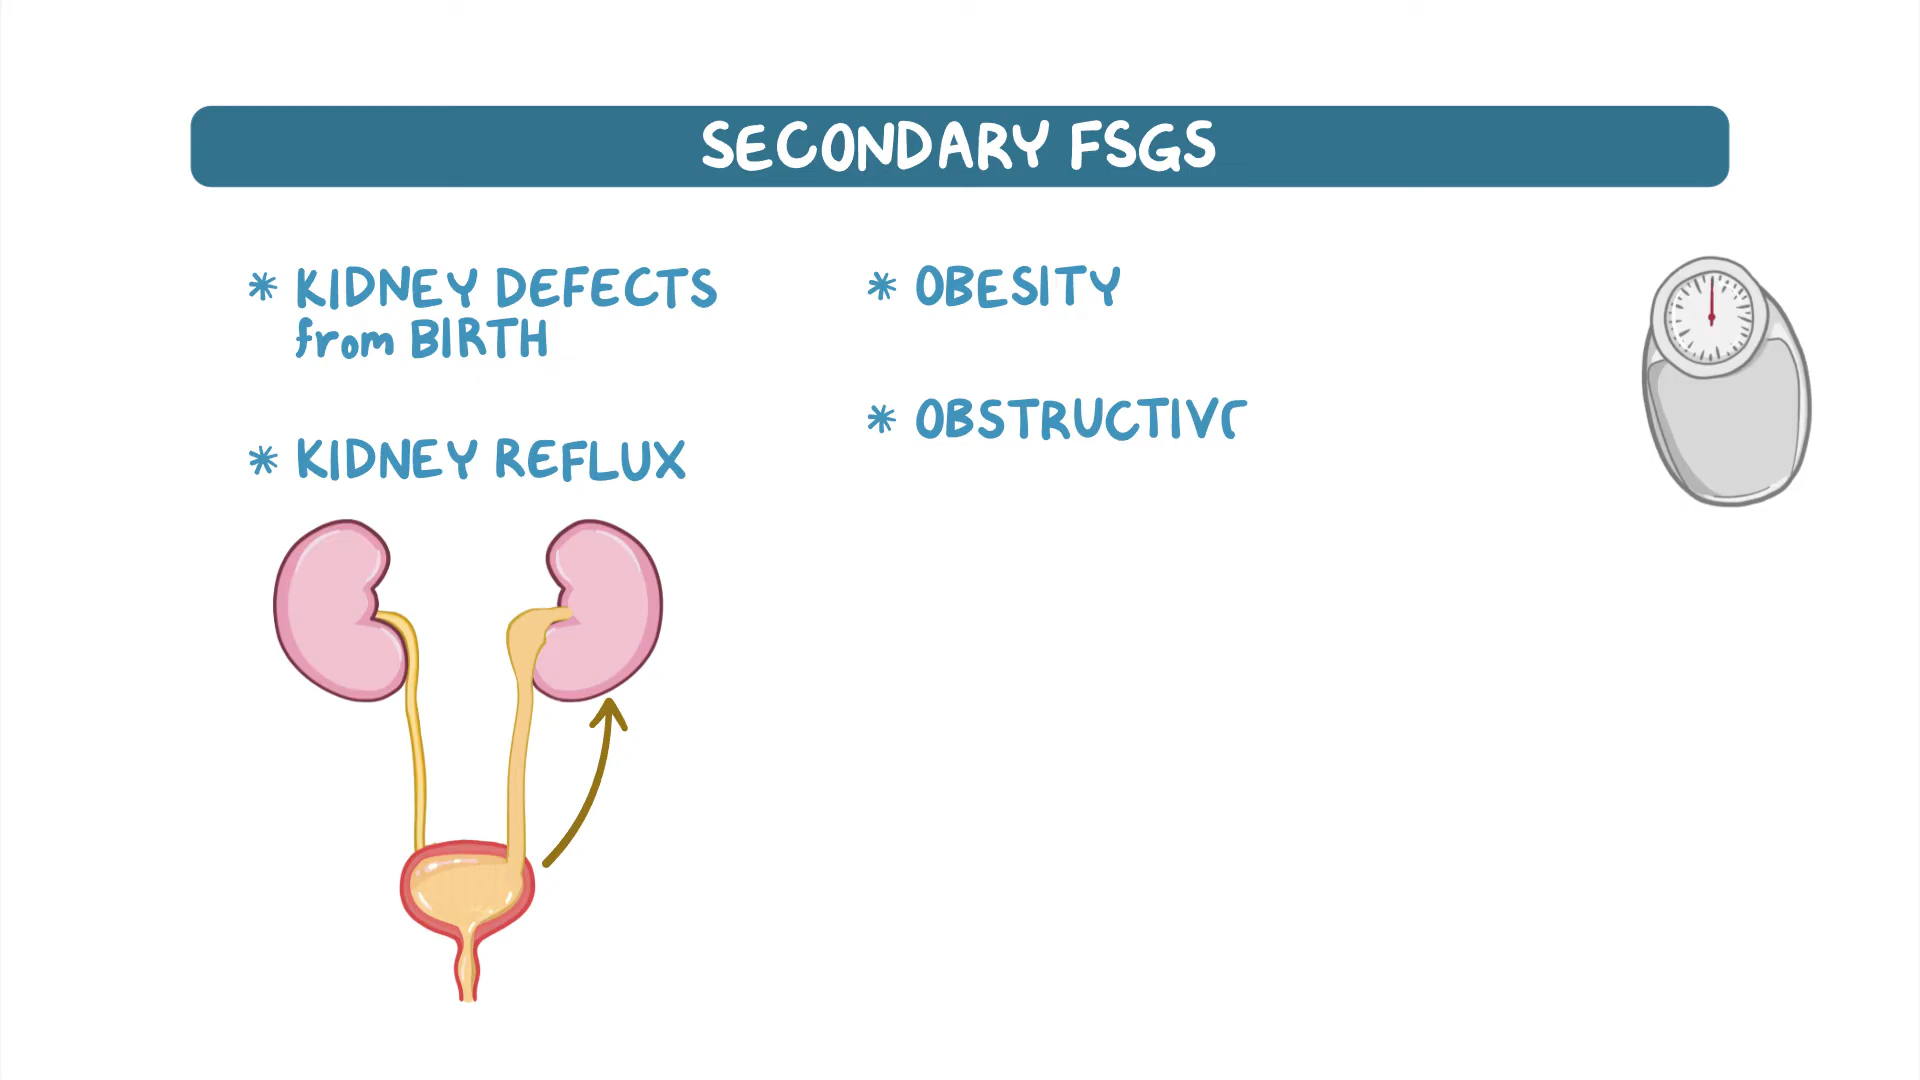 SECONDARY FSGS
* KIDNEY DEFECTS
from BIRTH
* KIDNEY REFLUX
* OBESITY
* OBSTRUCTIV